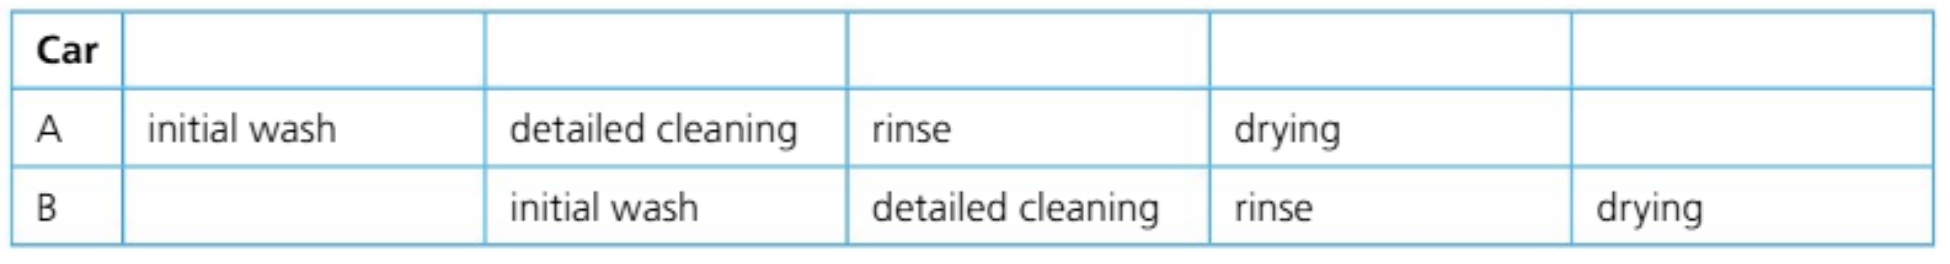 Car
A initial wash detailed cleaning rinse drying
B initial wash detailed cleaning rinse drying